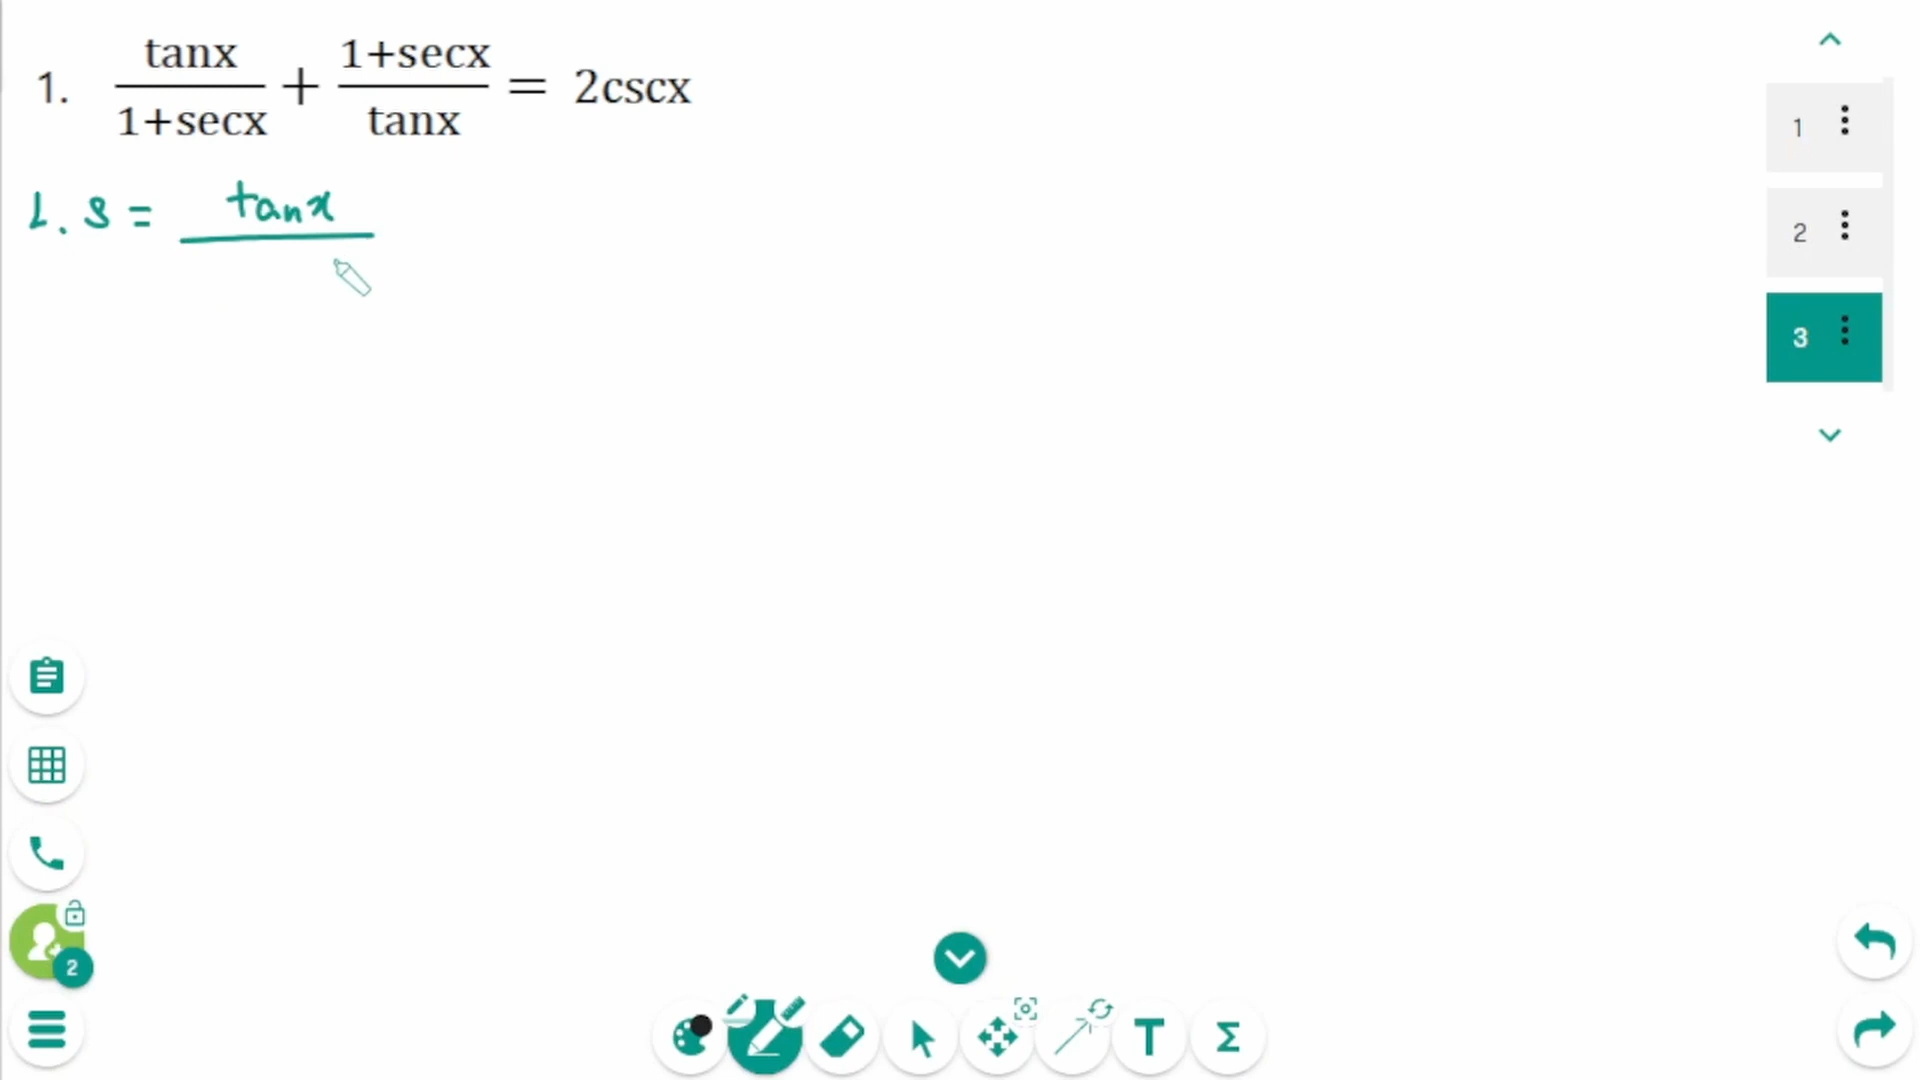 1. tanx/1+secx + 1+secx/tanx = 2cscx
L.S = tanx
1
2
3
2
T
Σ